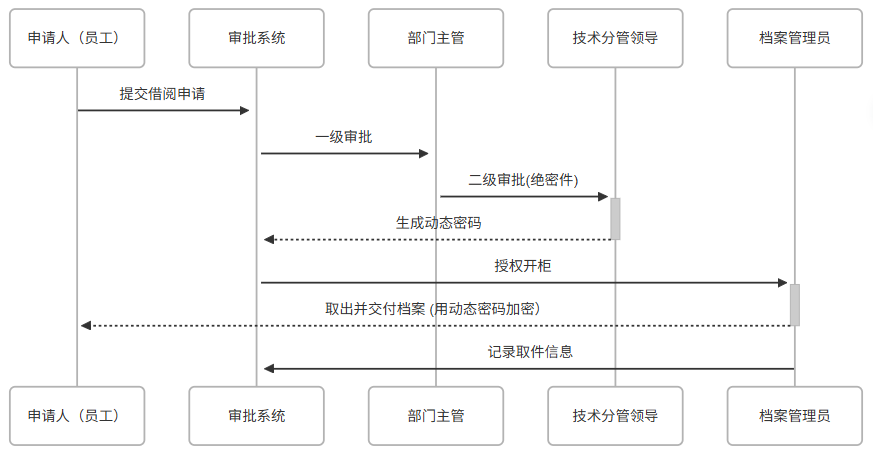 申请人（员工）
审批系统
部门主管
技术分管领导
档案管理员
提交借阅申请
一级审批
二级审批(绝密件)
生成动态密码
授权开柜
取出并交付档案 (用动态密码加密）
记录取件信息
申请人（员工）
审批系统
部门主管
技术分管领导
档案管理员